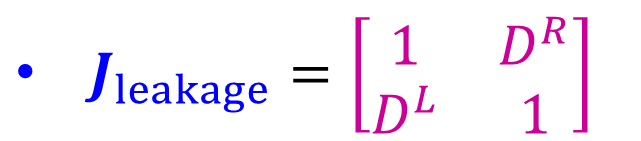 • J_leakage = [1 D^R
D^L 1]